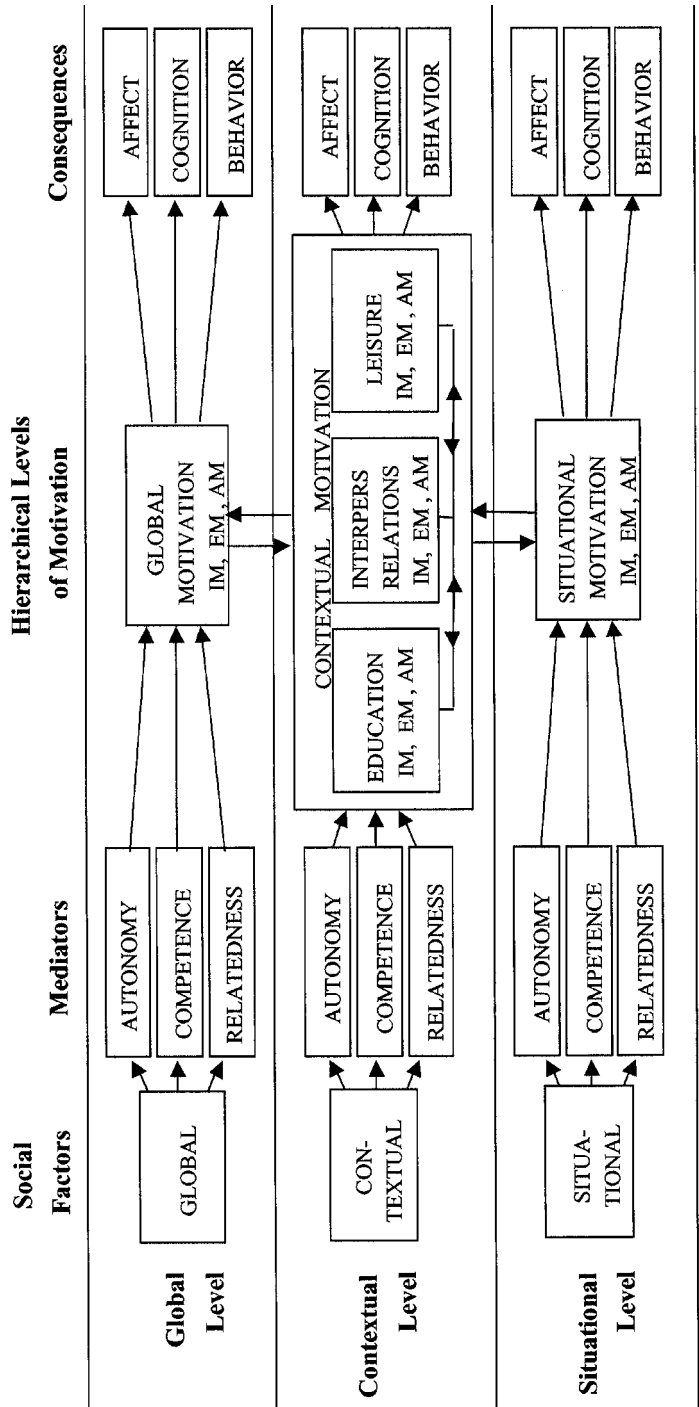 Social
Factors
Mediators
Hierarchical Levels
of Motivation
Consequences
Global
Level
GLOBAL
AUTONOMY
COMPETENCE
RELATEDNESS
GLOBAL
MOTIVATION
IM, EM , AM
AFFECT
COGNITION
BEHAVIOR
Contextual
Level
CON-
TEXTUAL
AUTONOMY
COMPETENCE
RELATEDNESS
CONTEXTUAL MOTIVATION
EDUCATION
IM, EM , AM
INTERPERS
RELATIONS
IM, EM , AM
LEISURE
IM, EM , AM
AFFECT
COGNITION
BEHAVIOR
Situational
Level
SITUA-
TIONAL
AUTONOMY
COMPETENCE
RELATEDNESS
SITUATIONAL
MOTIVATION
IM, EM , AM
AFFECT
COGNITION
BEHAVIOR